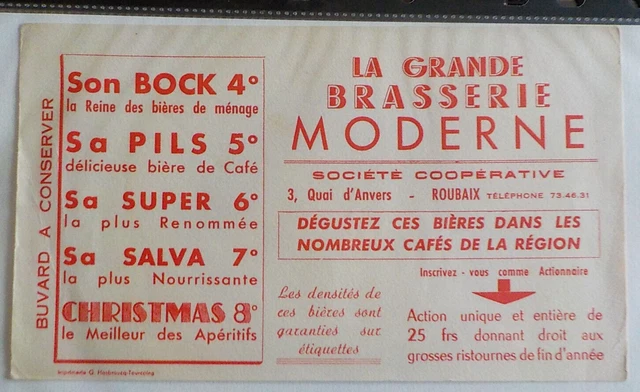 BUVARD A CONSERVER
Son BOCK 4°
la Reine des bières de ménage
Sa PILS 5°
délicieuse bière de Café
Sa SUPER 6°
la plus Renommée
Sa SALVA 7°
la plus Nourrissante
CHRISTMAS 8°
le Meilleur des Apéritifs
Imprimerie G.
LA GRANDE
BRASSERIE
MODERNE
SOCIÉTÉ COOPÉRATIVE
3, Quai d'Anvers - ROUBAIX TÉLÉPHONE 73-46.31
DÉGUSTEZ CES BIÈRES DANS LES
NOMBREUX CAFÉS DE LA RÉGION
Les densités de
ces bières sont
garanties sur
étiquettes
Inscrivez - vous comme Actionnaire
Action unique et entière de
25 frs donnant droit aux
grosses ristournes de fin d'année